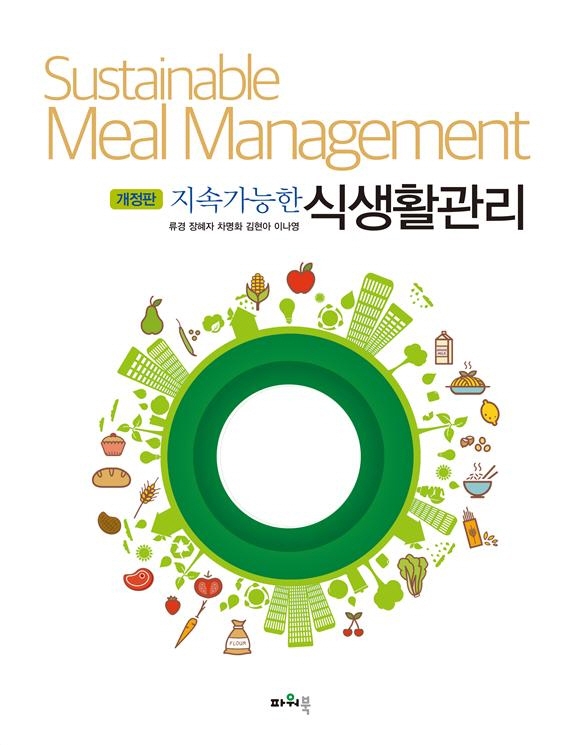 Sustainable
Meal Management
개정판 지속가능한 식생활관리
류경 장혜자 차명화 김현아 이나영
MILK
FLOUR
파워북